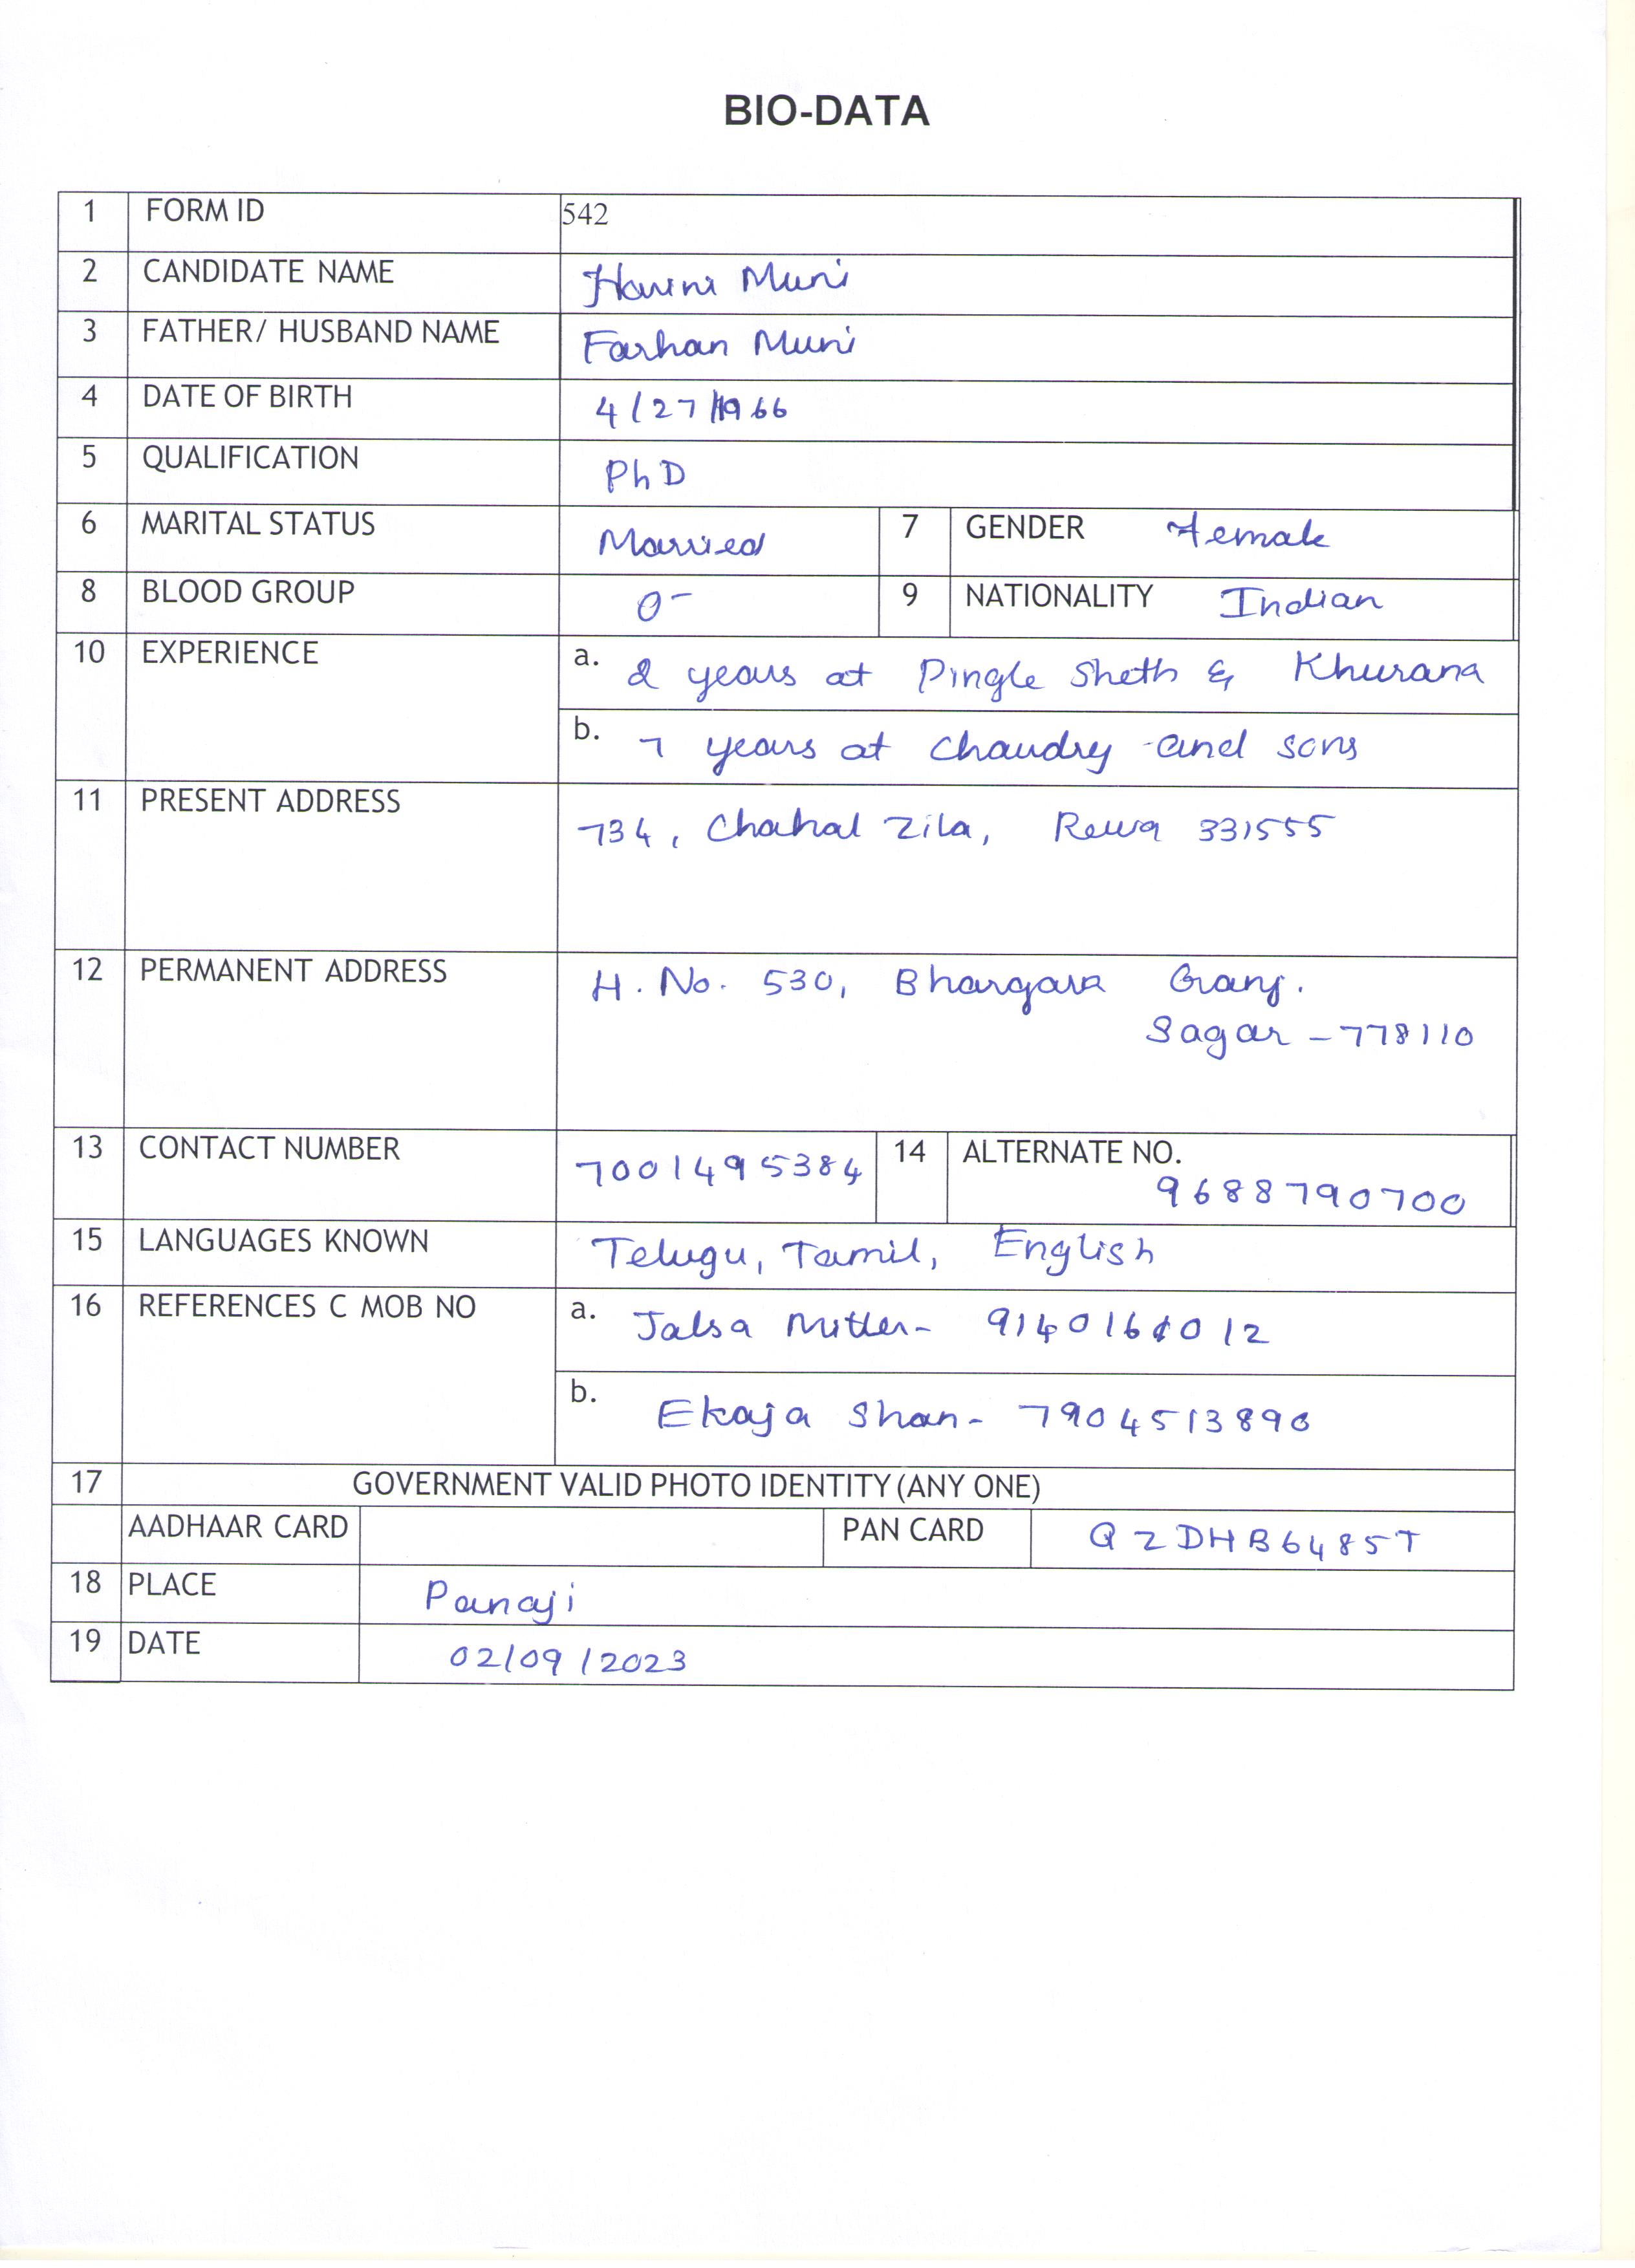 BIO-DATA
1 FORM ID 542
2 CANDIDATE NAME Harini Muni
3 FATHER/ HUSBAND NAME Farhan Muni
4 DATE OF BIRTH 4/27/1966
5 QUALIFICATION PhD
6 MARITAL STATUS Married 7 GENDER Female
8 BLOOD GROUP O- 9 NATIONALITY Indian
10 EXPERIENCE a. 2 years at Pingle Sheth & Khurana
b. 7 years at Chaudry and sons
11 PRESENT ADDRESS 734, Chahal Zila, Rewa 331555
12 PERMANENT ADDRESS H. No. 530, Bhargava Ganj.
Sagar - 778110
13 CONTACT NUMBER 7001495384 14 ALTERNATE NO.
9688790700
15 LANGUAGES KNOWN Telugu, Tamil, English
16 REFERENCES C MOB NO a. Jalsa -
b. Ekaja Shan - 7904513890
17 GOVERNMENT VALID PHOTO IDENTITY (ANY ONE)
AADHAAR CARD PAN CARD QZDHB6485T
18 PLACE Panaji
19 DATE 02/09/2023